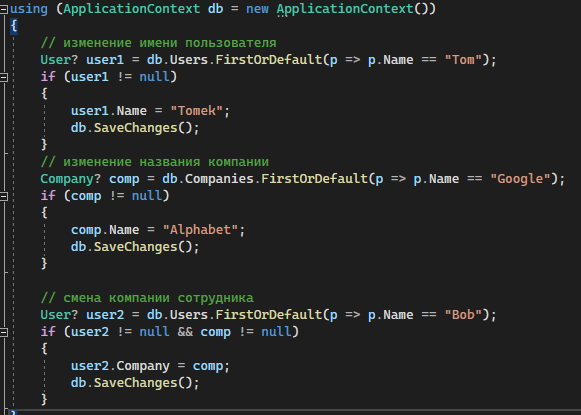 using (ApplicationContext db = new ApplicationContext())
{
    // изменение имени пользователя
    User? user1 = db.Users.FirstOrDefault(p => p.Name == "Tom");
    if (user1 != null)
    {
        user1.Name = "Tomek";
        db.SaveChanges();
    }
    // изменение названия компании
    Company? comp = db.Companies.FirstOrDefault(p => p.Name == "Google");
    if (comp != null)
    {
        comp.Name = "Alphabet";
        db.SaveChanges();
    }

    // смена компании сотрудника
    User? user2 = db.Users.FirstOrDefault(p => p.Name == "Bob");
    if (user2 != null && comp != null)
    {
        user2.Company = comp;
        db.SaveChanges();
    }
}